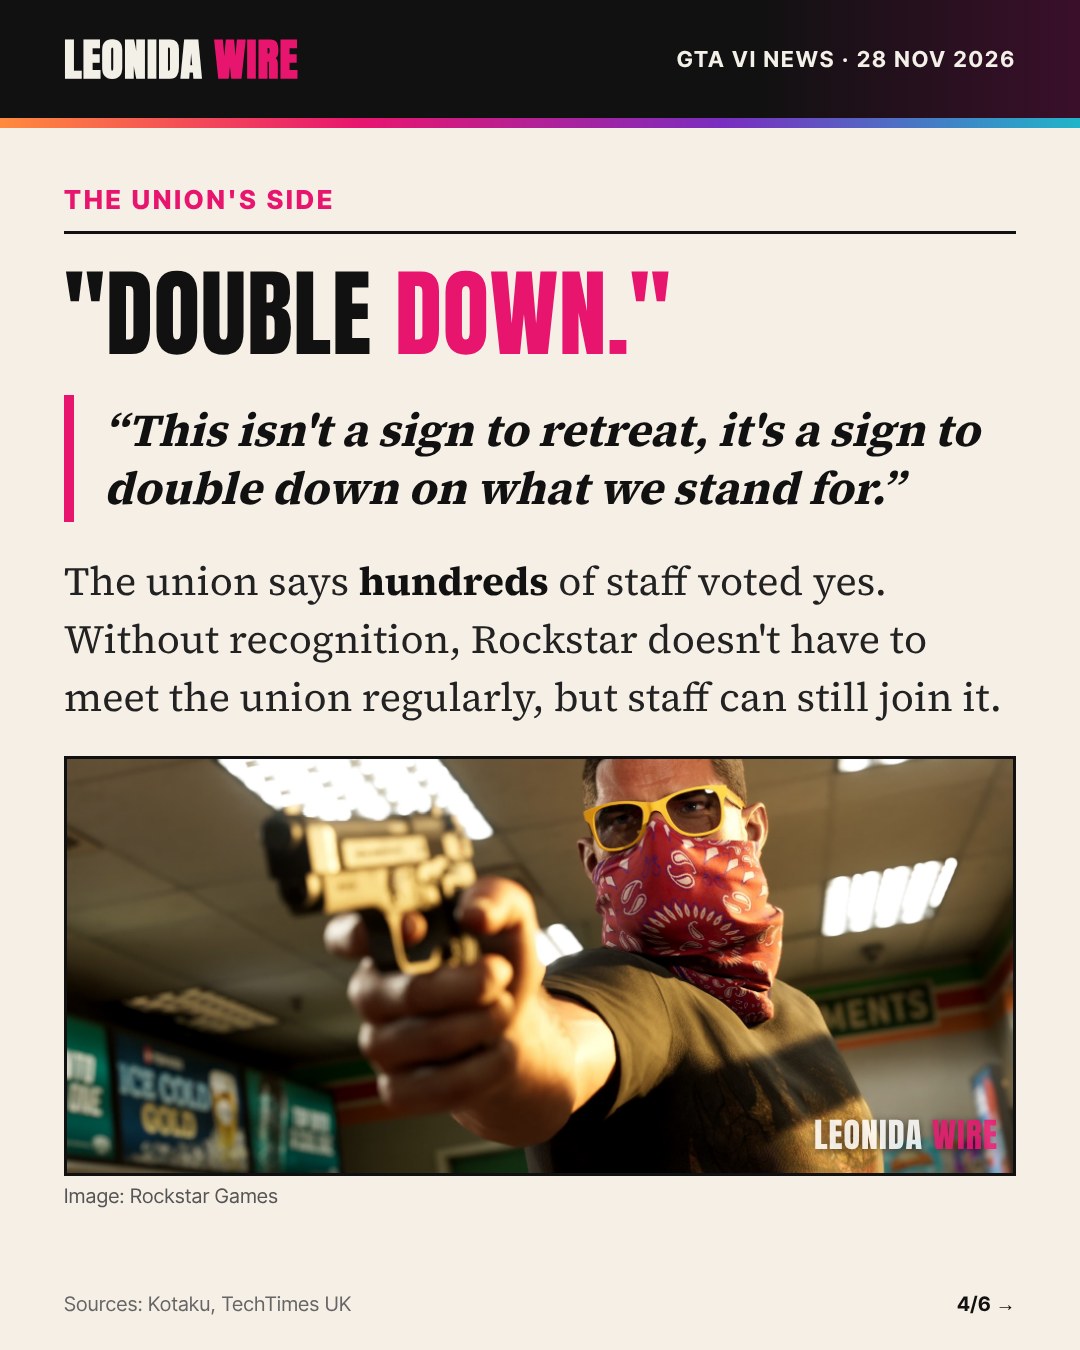 LEONIDA WIRE
GTA VI NEWS · 28 NOV 2026
THE UNION'S SIDE
"DOUBLE DOWN."
“This isn't a sign to retreat, it's a sign to
double down on what we stand for.”
The union says hundreds of staff voted yes.
Without recognition, Rockstar doesn't have to
meet the union regularly, but staff can still join it.
MENTS
ICE COLD
GOLD
LEONIDA WIRE
Image: Rockstar Games
Sources: Kotaku, TechTimes UK
4/6 →